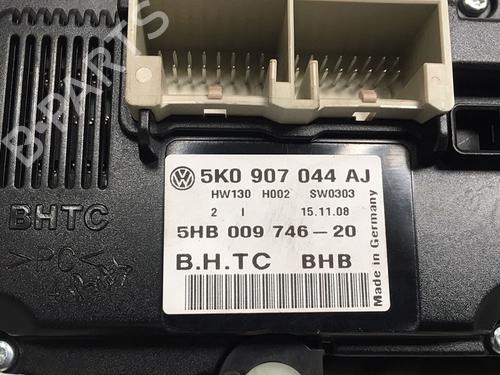 B-PARTS
5K0 907 044 AJ
HW130 H002 SW0303
2 I 15.11.08
5HB 009 746-20
B.H.TC BHB
Made in Germany
BHTC
>PC<